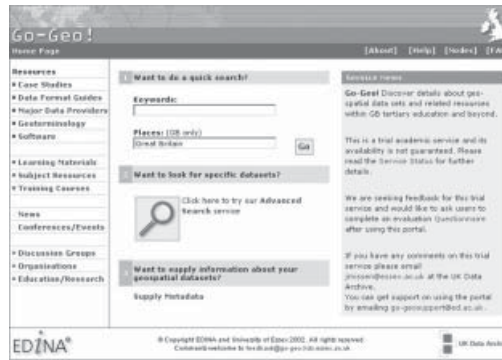 Go-Geo!
Home Page
[About] [Help] [Nodes] [FAQ
Resources
Case Studies
Data Format Guides
Major Data Providers
Geoterminology
Software
Learning Materials
Subject Resources
Training Courses
News
Conferences/Events
Discussion Groups
Organisations
Education/Research
Want to do a quick search?
Keywords:
Places: (GB only)
Great Britain
Go
Want to look for specific datasets?
Click here to try our Advanced
Search service
Want to supply information about your
geospatial datasets?
Supply Metadata
Service news
Go-Geo! Discover details about geo-
spatial data sets and related resources
within GB tertiary education and beyond.
This is a trial academic service and its
availability is not guaranteed. Please
read the Service Status for further
details.
We are seeking feedback for this trial
service and would like to ask users to
complete an evaluation Questionnaire
after using this portal.
If you have any comments on this trial
service please email
at the UK Data
Archive.
You can get support on using the portal
by emailing
EDINA
© Copyright EDINA and University of Essex 2002. All rights reserved.
Comments welcome to
UK Data Arch